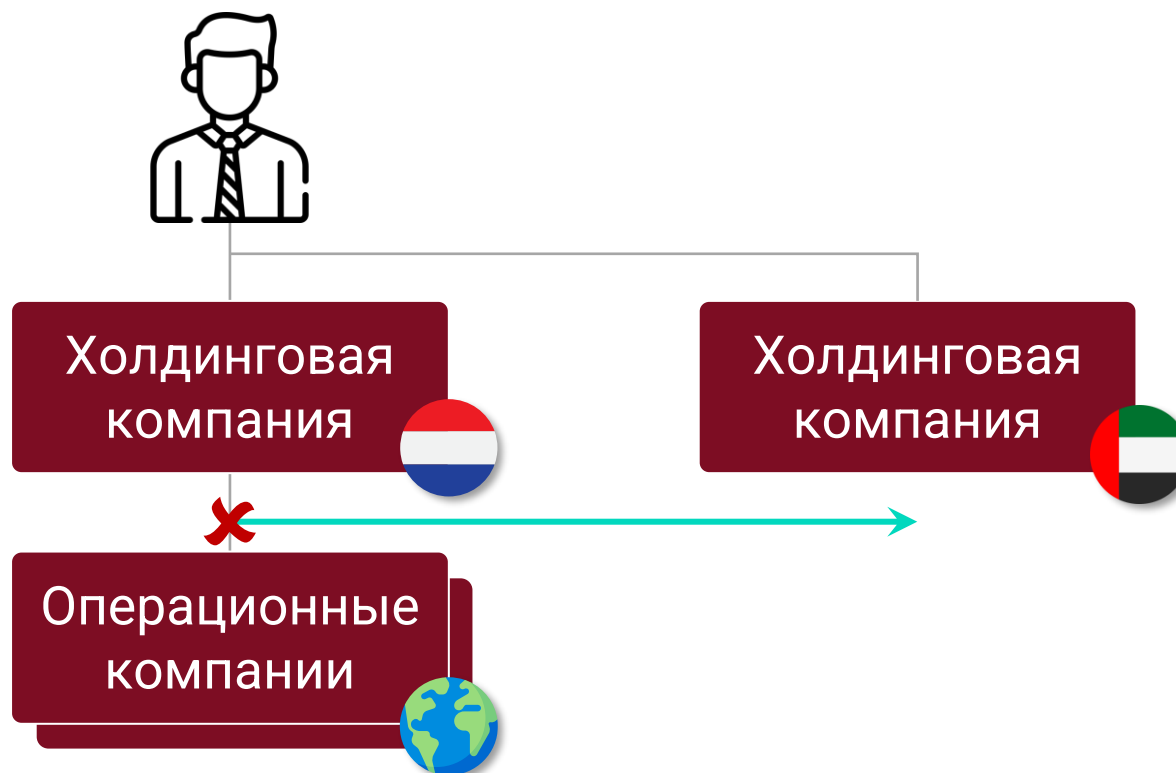 Холдинговая
компания
Холдинговая
компания
Операционные
компании